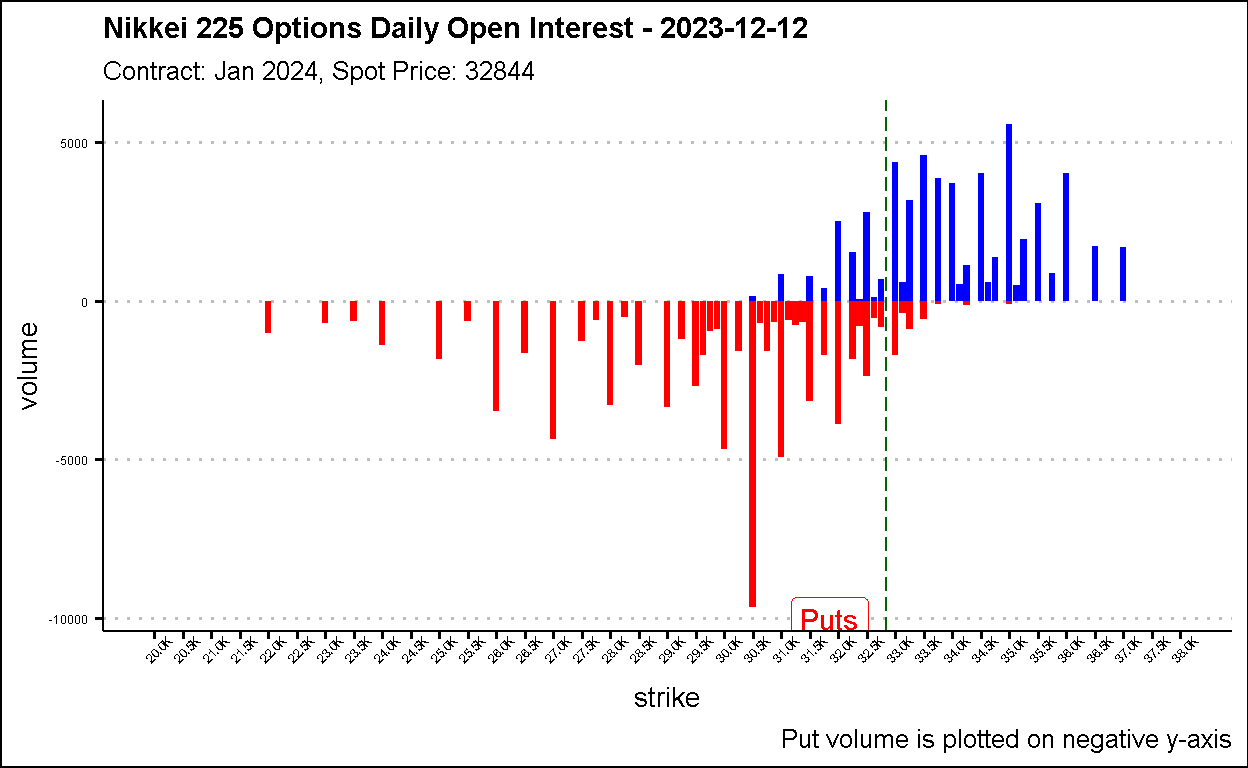 Nikkei 225 Options Daily Open Interest - 2023-12-12
Contract: Jan 2024, Spot Price: 32844
5000
0
-5000
-10000
volume
Puts
20.0K 20.5K 21.0K 21.5K 22.0K 22.5K 23.0K 23.5K 24.0K 24.5K 25.0K 25.5K 26.0K 26.5K 27.0K 27.5K 28.0K 28.5K 29.0K 29.5K 30.0K 30.5K 31.0K 31.5K 32.0K 32.5K 33.0K 33.5K 34.0K 34.5K 35.0K 35.5K 36.0K 36.5K 37.0K 37.5K 38.0K
strike
Put volume is plotted on negative y-axis